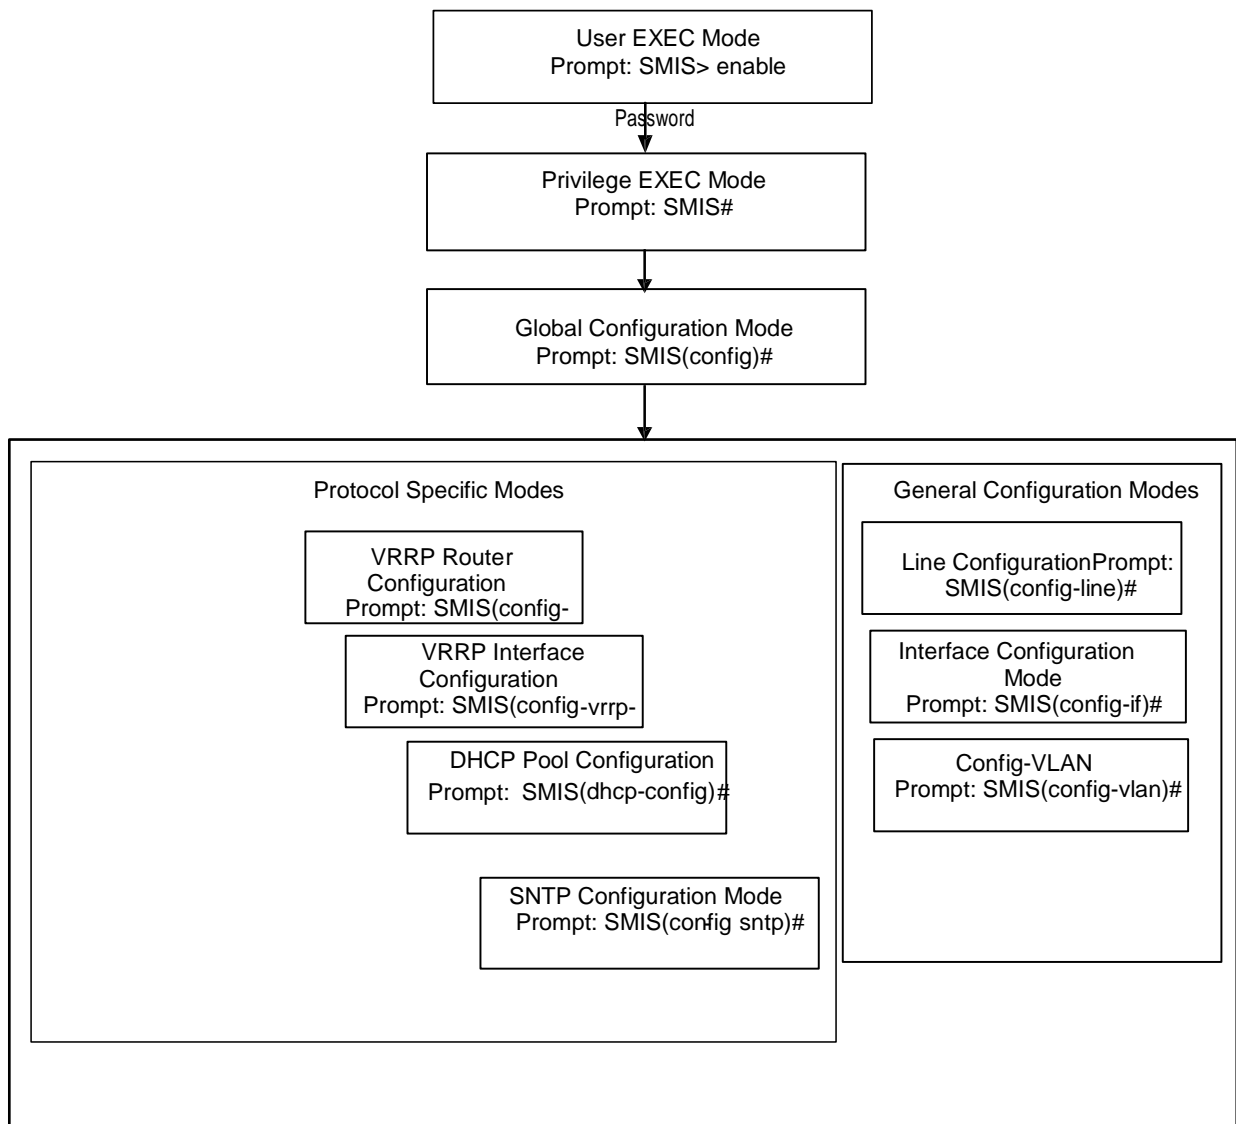 User EXEC Mode
Prompt: SMIS> enable
Password
Privilege EXEC Mode
Prompt: SMIS#
Global Configuration Mode
Prompt: SMIS(config)#
Protocol Specific Modes
VRRP Router
Configuration
Prompt: SMIS(config-
VRRP Interface
Configuration
Prompt: SMIS(config-vrrp-
DHCP Pool Configuration
Prompt: SMIS(dhcp-config)#
SNTP Configuration Mode
Prompt: SMIS(config sntp)#
General Configuration Modes
Line ConfigurationPrompt:
SMIS(config-line)#
Interface Configuration
Mode
Prompt: SMIS(config-if)#
Config-VLAN
Prompt: SMIS(config-vlan)#